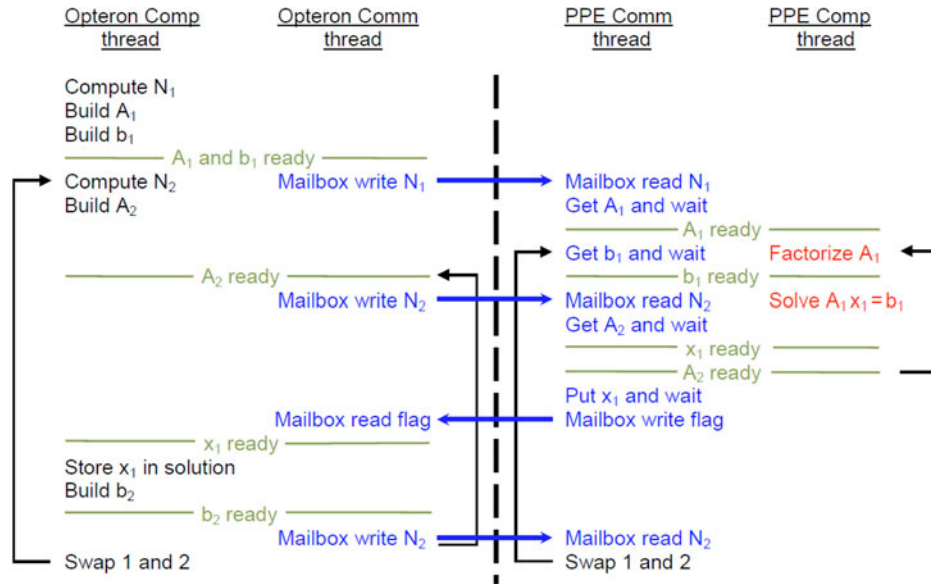 Opteron Comp thread
Opteron Comm thread
PPE Comm thread
PPE Comp thread
Compute N₁
Build A₁
Build b₁
A₁ and b₁ ready
Compute N₂
Mailbox write N₁
Mailbox read N₁
Build A₂
Get A₁ and wait
A₁ ready
Get b₁ and wait
Factorize A₁
A₂ ready
b₁ ready
Mailbox write N₂
Mailbox read N₂
Solve A₁ x₁ = b₁
Get A₂ and wait
x₁ ready
A₂ ready
Put x₁ and wait
Mailbox read flag
Mailbox write flag
x₁ ready
Store x₁ in solution
Build b₂
b₂ ready
Mailbox write N₂
Mailbox read N₂
Swap 1 and 2
Swap 1 and 2